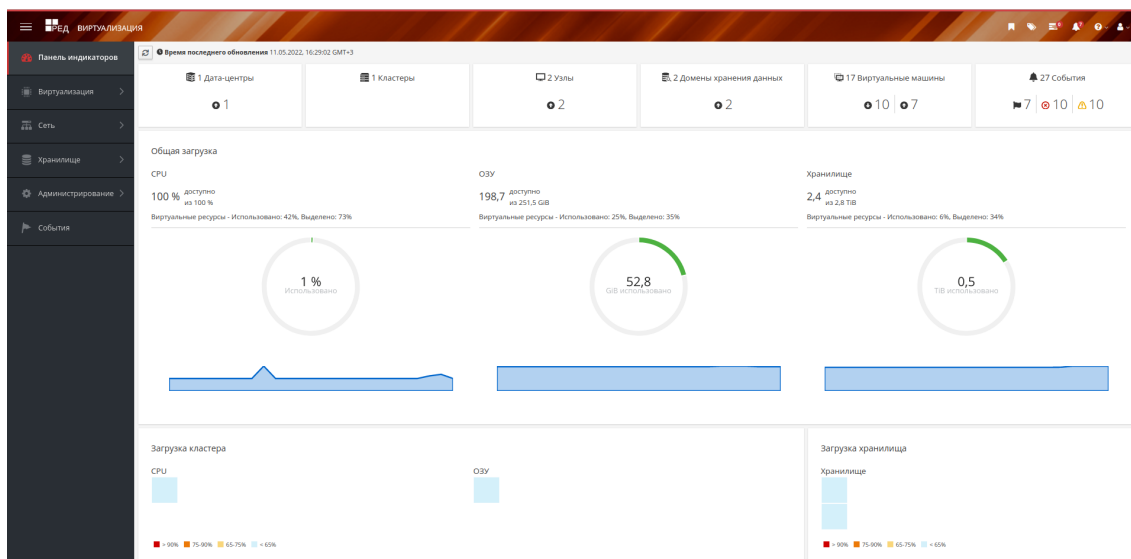 РЕД ВИРТУАЛИЗАЦИЯ
Панель индикаторов
Виртуализация
Сеть
Хранилище
Администрирование
События
Время последнего обновления 11.05.2022, 16:29:02 GMT+3
1 Дата-центры
1
1 Кластеры
2 Узлы
2
2 Домены хранения данных
2
17 Виртуальные машины
10 7
27 События
7 10 10
Общая загрузка
CPU
100 % доступно
из 100 %
Виртуальные ресурсы - Использовано: 42%, Выделено: 73%
1 %
Использовано
ОЗУ
198,7 доступно
из 251,5 GiB
Виртуальные ресурсы - Использовано: 25%, Выделено: 35%
52,8
GiB использовано
Хранилище
2,4 доступно
из 2,8 TiB
Виртуальные ресурсы - Использовано: 6%, Выделено: 34%
0,5
TiB использовано
Загрузка кластера
CPU
ОЗУ
> 90% 75-90% 65-75% < 65%
Загрузка хранилища
Хранилище
> 90% 75-90% 65-75% < 65%